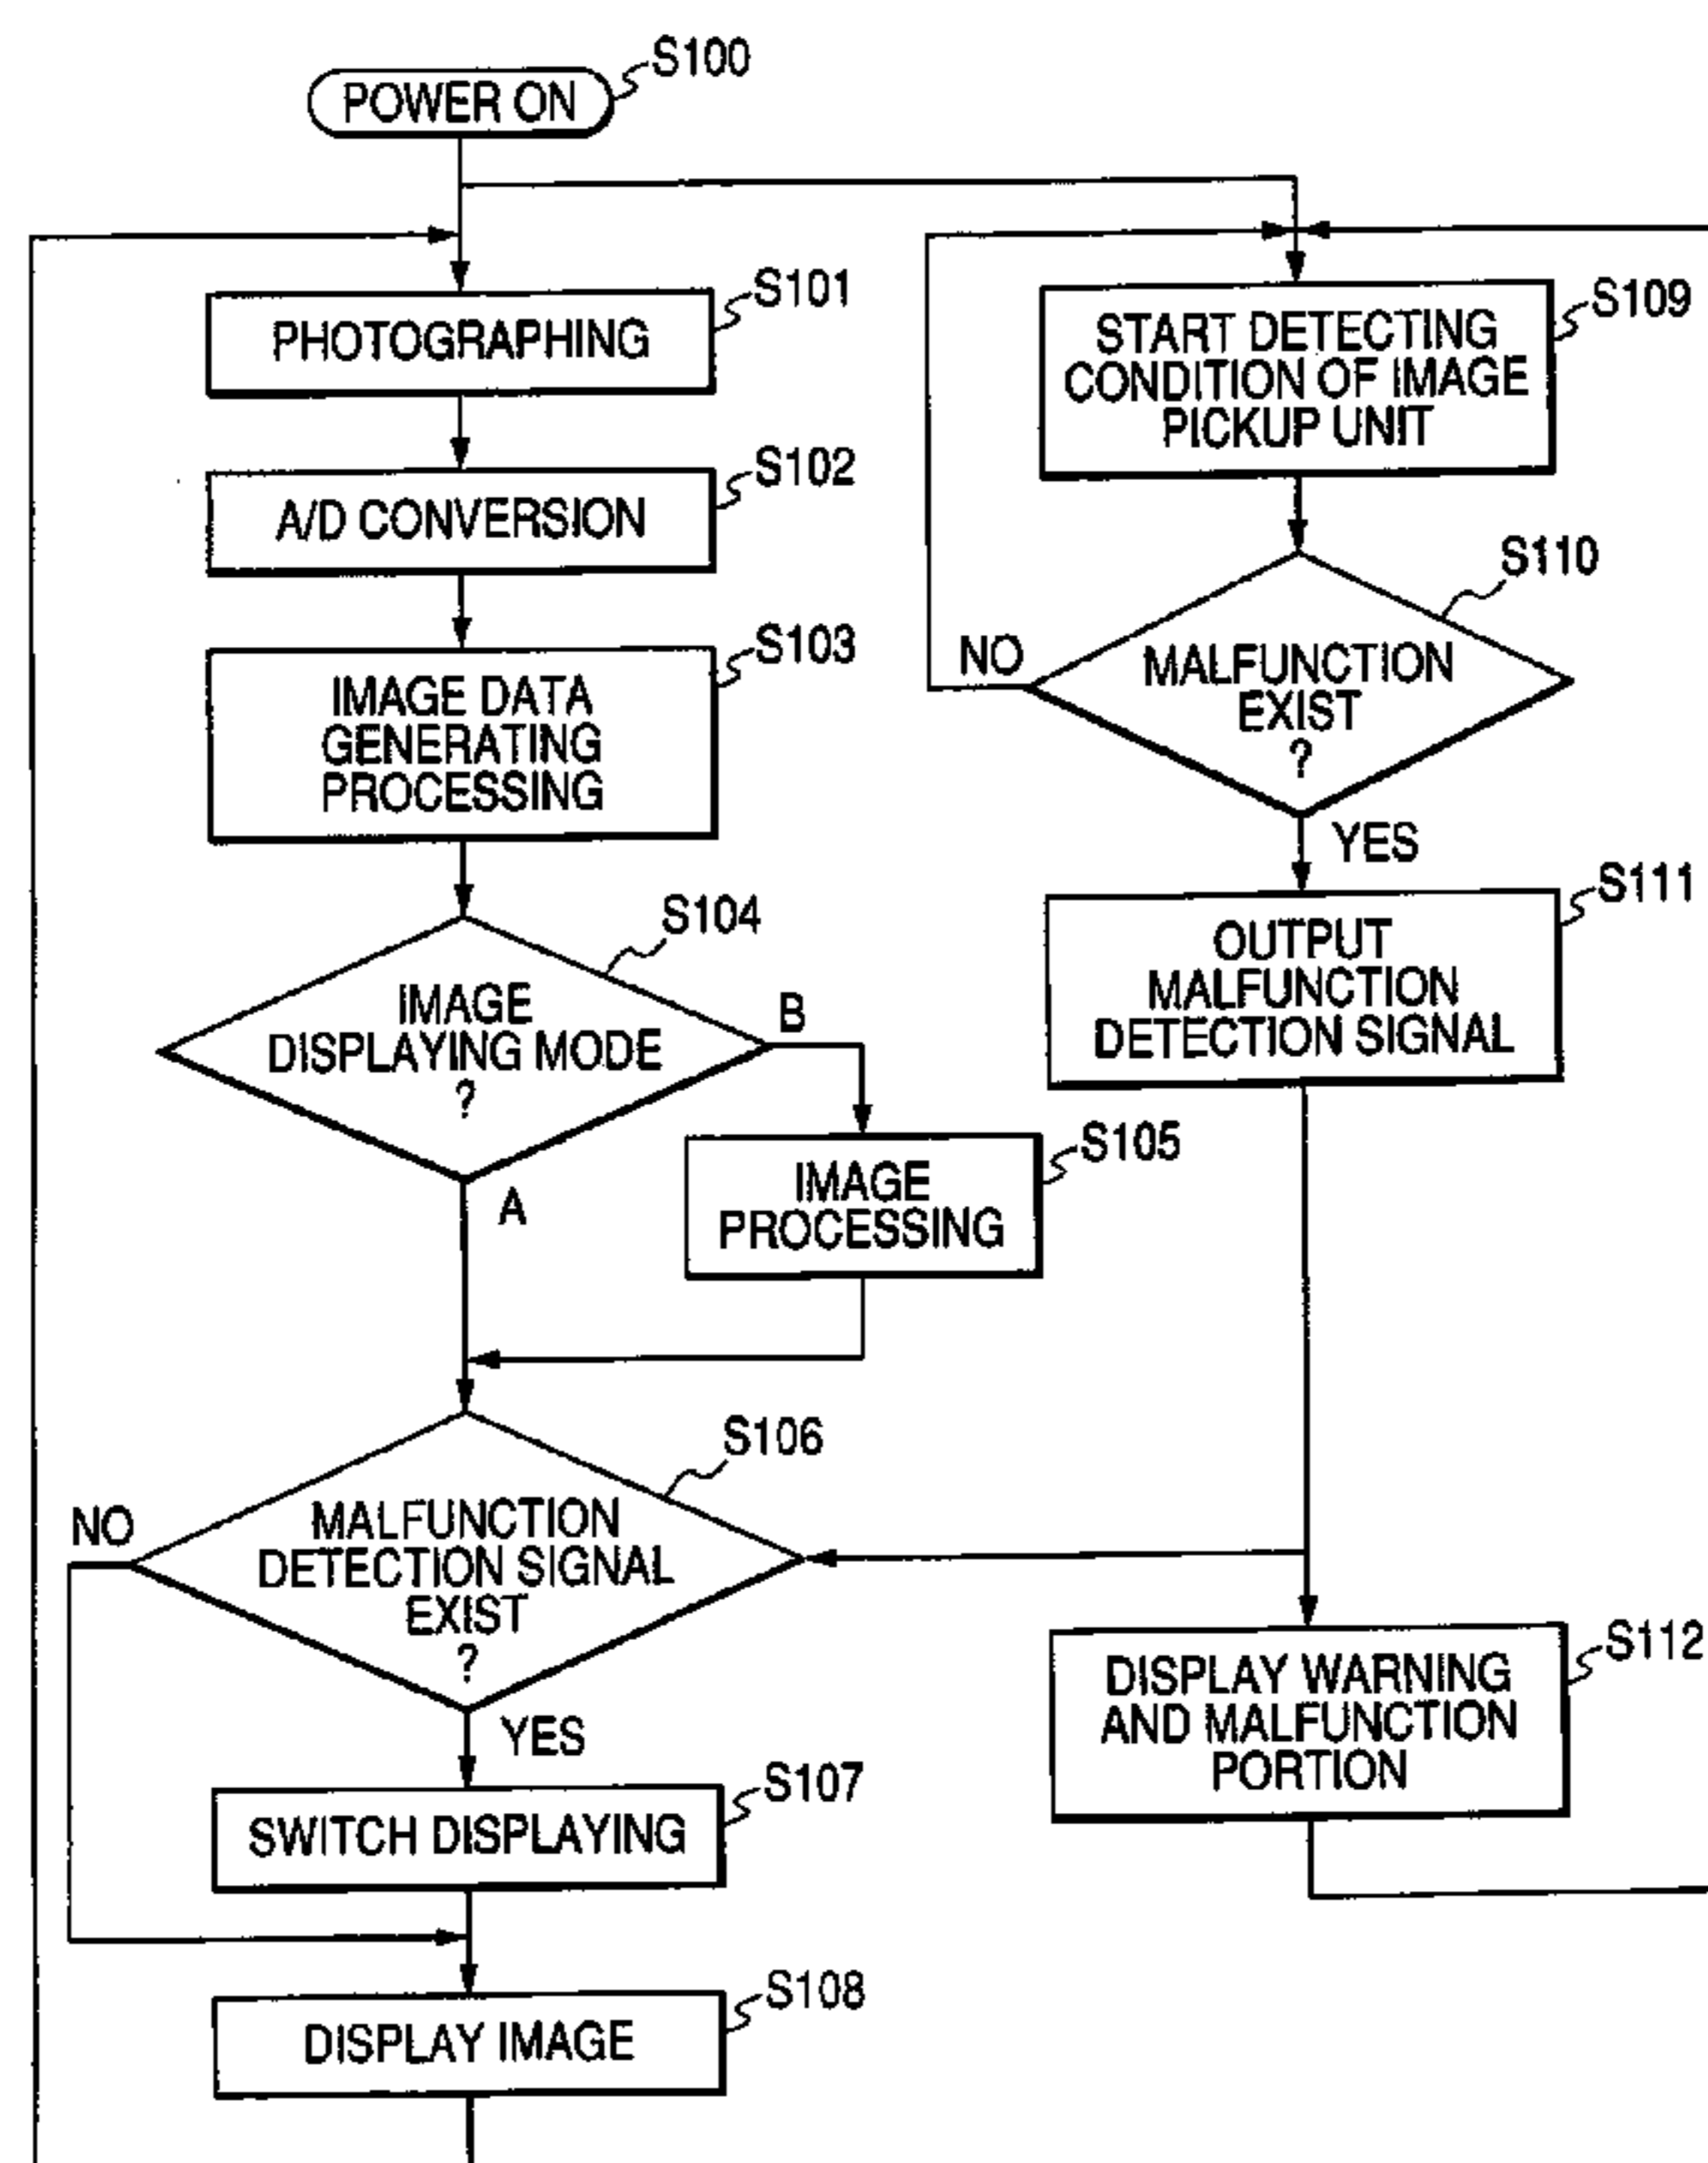 POWER ON
S100
PHOTOGRAPHING
S101
A/D CONVERSION
S102
IMAGE DATA
GENERATING
PROCESSING
S103
IMAGE
DISPLAYING MODE
?
S104
B
A
IMAGE
PROCESSING
S105
MALFUNCTION
DETECTION SIGNAL
EXIST
?
S106
NO
YES
SWITCH DISPLAYING
S107
DISPLAY IMAGE
S108
START DETECTING
CONDITION OF IMAGE
PICKUP UNIT
S109
MALFUNCTION
EXIST
?
S110
NO
YES
OUTPUT
MALFUNCTION
DETECTION SIGNAL
S111
DISPLAY WARNING
AND MALFUNCTION
PORTION
S112